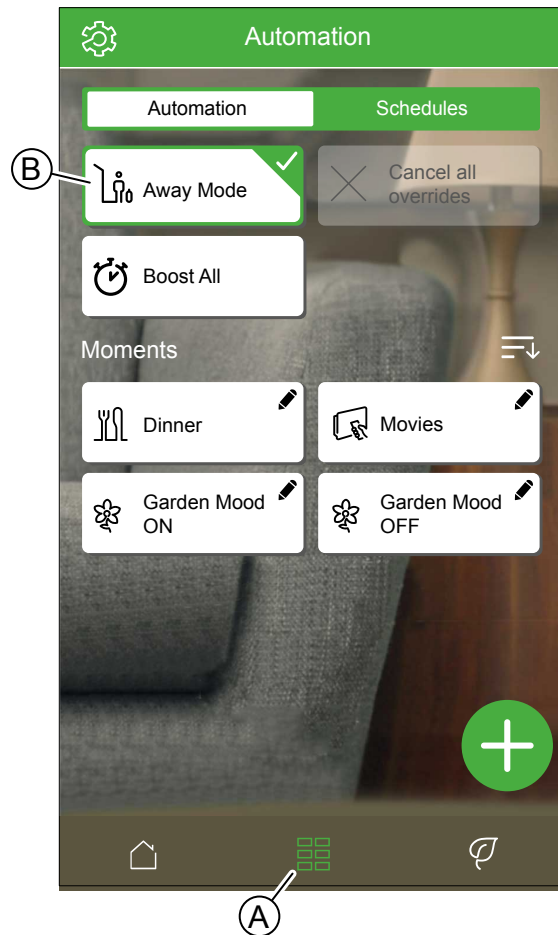 Automation
Automation
Schedules
B
Away Mode
Cancel all
overrides
Boost All
Moments
Dinner
Movies
Garden Mood
ON
Garden Mood
OFF
A